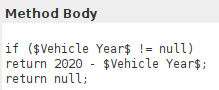 Method Body
if ($Vehicle Year$ != null)
return 2020 - $Vehicle Year$;
return null;